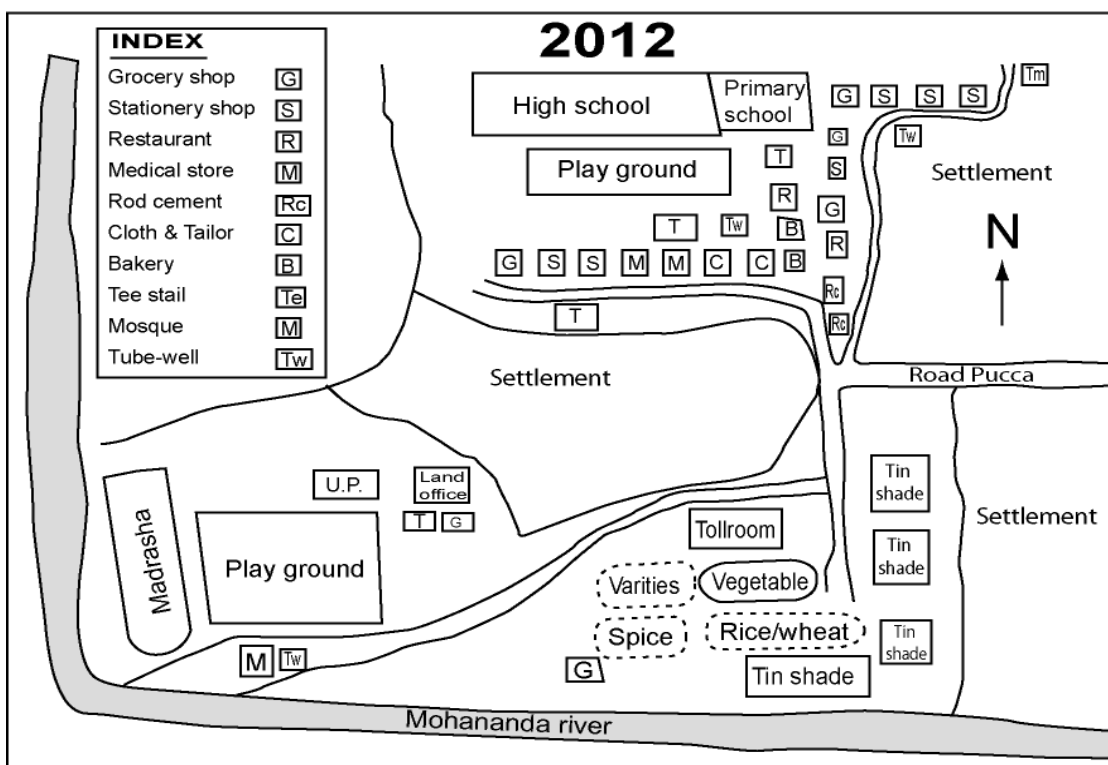 2012
INDEX
Grocery shop G
Stationery shop S
Restaurant R
Medical store M
Rod cement Rc
Cloth & Tailor C
Bakery B
Tee stail Te
Mosque M
Tube-well Tw
High school
Primary
school
G S S S
Tm
G
Tw
Play ground
T
S
Settlement
R
G
T
Tw
B
R
N
G S S M M C C B
Rc
T
Rc
Settlement
Road Pucca
U.P.
Land
office
Tin
shade
T G
Madrasha
Play ground
Tollroom
Settlement
Tin
shade
Varities
Vegetable
Spice
Rice/wheat
Tin
shade
M
Tw
G
Tin shade
Mohananda river